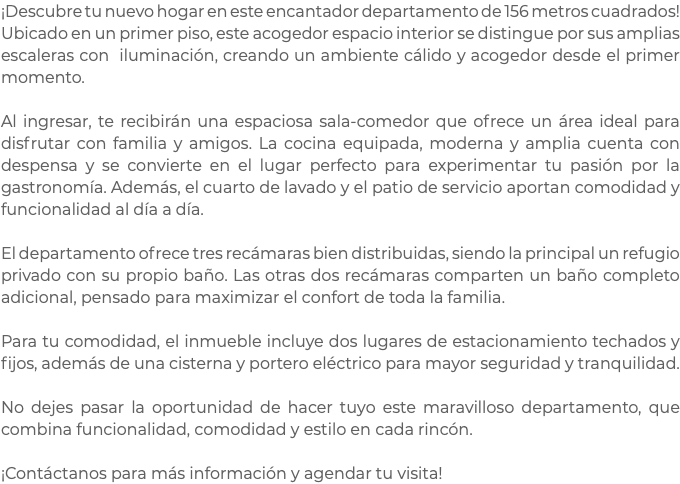 ¡Descubre tu nuevo hogar en este encantador departamento de 156 metros cuadrados!
Ubicado en un primer piso, este acogedor espacio interior se distingue por sus amplias
escaleras con  iluminación, creando un ambiente cálido y acogedor desde el primer
momento.

Al ingresar, te recibirán una espaciosa sala-comedor que ofrece un área ideal para
disfrutar con familia y amigos. La cocina equipada, moderna y amplia cuenta con
despensa y se convierte en el lugar perfecto para experimentar tu pasión por la
gastronomía. Además, el cuarto de lavado y el patio de servicio aportan comodidad y
funcionalidad al día a día.

El departamento ofrece tres recámaras bien distribuidas, siendo la principal un refugio
privado con su propio baño. Las otras dos recámaras comparten un baño completo
adicional, pensado para maximizar el confort de toda la familia.

Para tu comodidad, el inmueble incluye dos lugares de estacionamiento techados y
fijos, además de una cisterna y portero eléctrico para mayor seguridad y tranquilidad.

No dejes pasar la oportunidad de hacer tuyo este maravilloso departamento, que
combina funcionalidad, comodidad y estilo en cada rincón.

¡Contáctanos para más información y agendar tu visita!